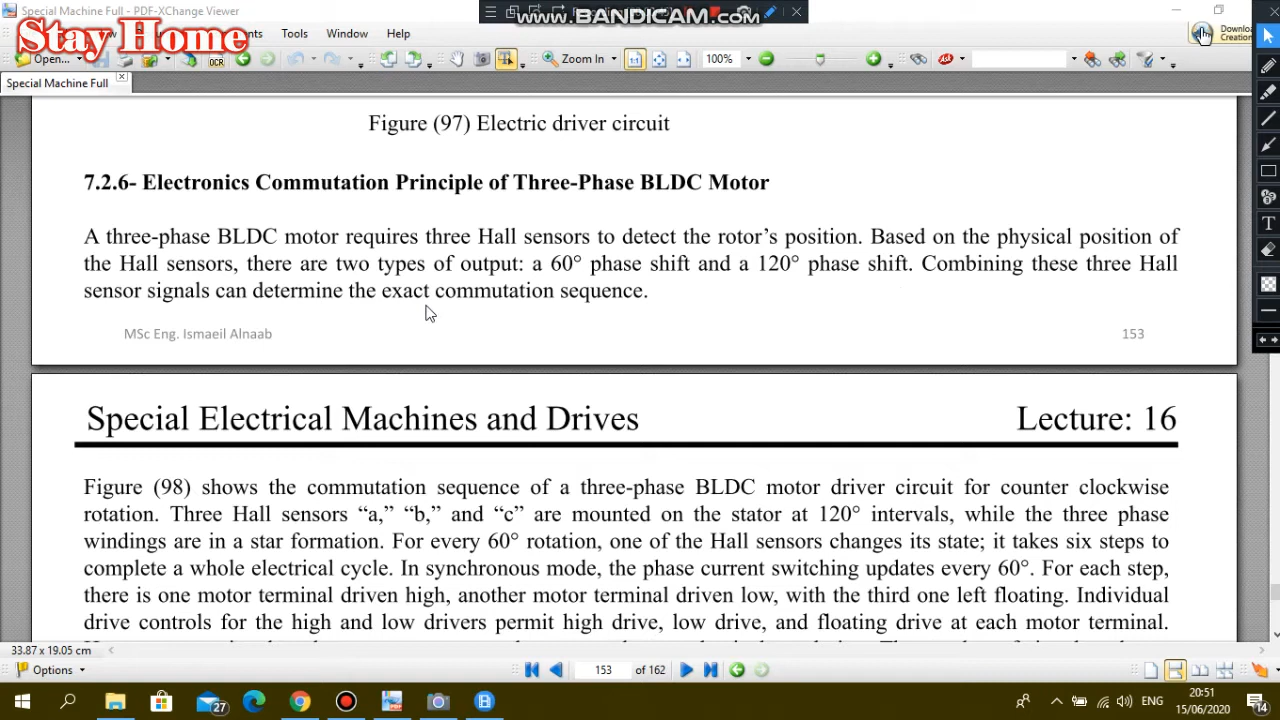 Special Machine Full - PDF-XChange Viewer
www.BANDICAM.com
Stay Home
Tools Window Help
Download
Creation
Open...
OCR
Zoom In
100%
Special Machine Full
Figure (97) Electric driver circuit
7.2.6- Electronics Commutation Principle of Three-Phase BLDC Motor
A three-phase BLDC motor requires three Hall sensors to detect the rotor’s position. Based on the physical position of
the Hall sensors, there are two types of output: a 60° phase shift and a 120° phase shift. Combining these three Hall
sensor signals can determine the exact commutation sequence.
MSc Eng. Ismaeil Alnaab 153
Special Electrical Machines and Drives Lecture: 16
Figure (98) shows the commutation sequence of a three-phase BLDC motor driver circuit for counter clockwise
rotation. Three Hall sensors “a,” “b,” and “c” are mounted on the stator at 120° intervals, while the three phase
windings are in a star formation. For every 60° rotation, one of the Hall sensors changes its state; it takes six steps to
complete a whole electrical cycle. In synchronous mode, the phase current switching updates every 60°. For each step,
there is one motor terminal driven high, another motor terminal driven low, with the third one left floating. Individual
drive controls for the high and low drivers permit high drive, low drive, and floating drive at each motor terminal.
33.87 x 19.05 cm
Options
153 of 162
27
ENG
20:51
15/06/2020
14